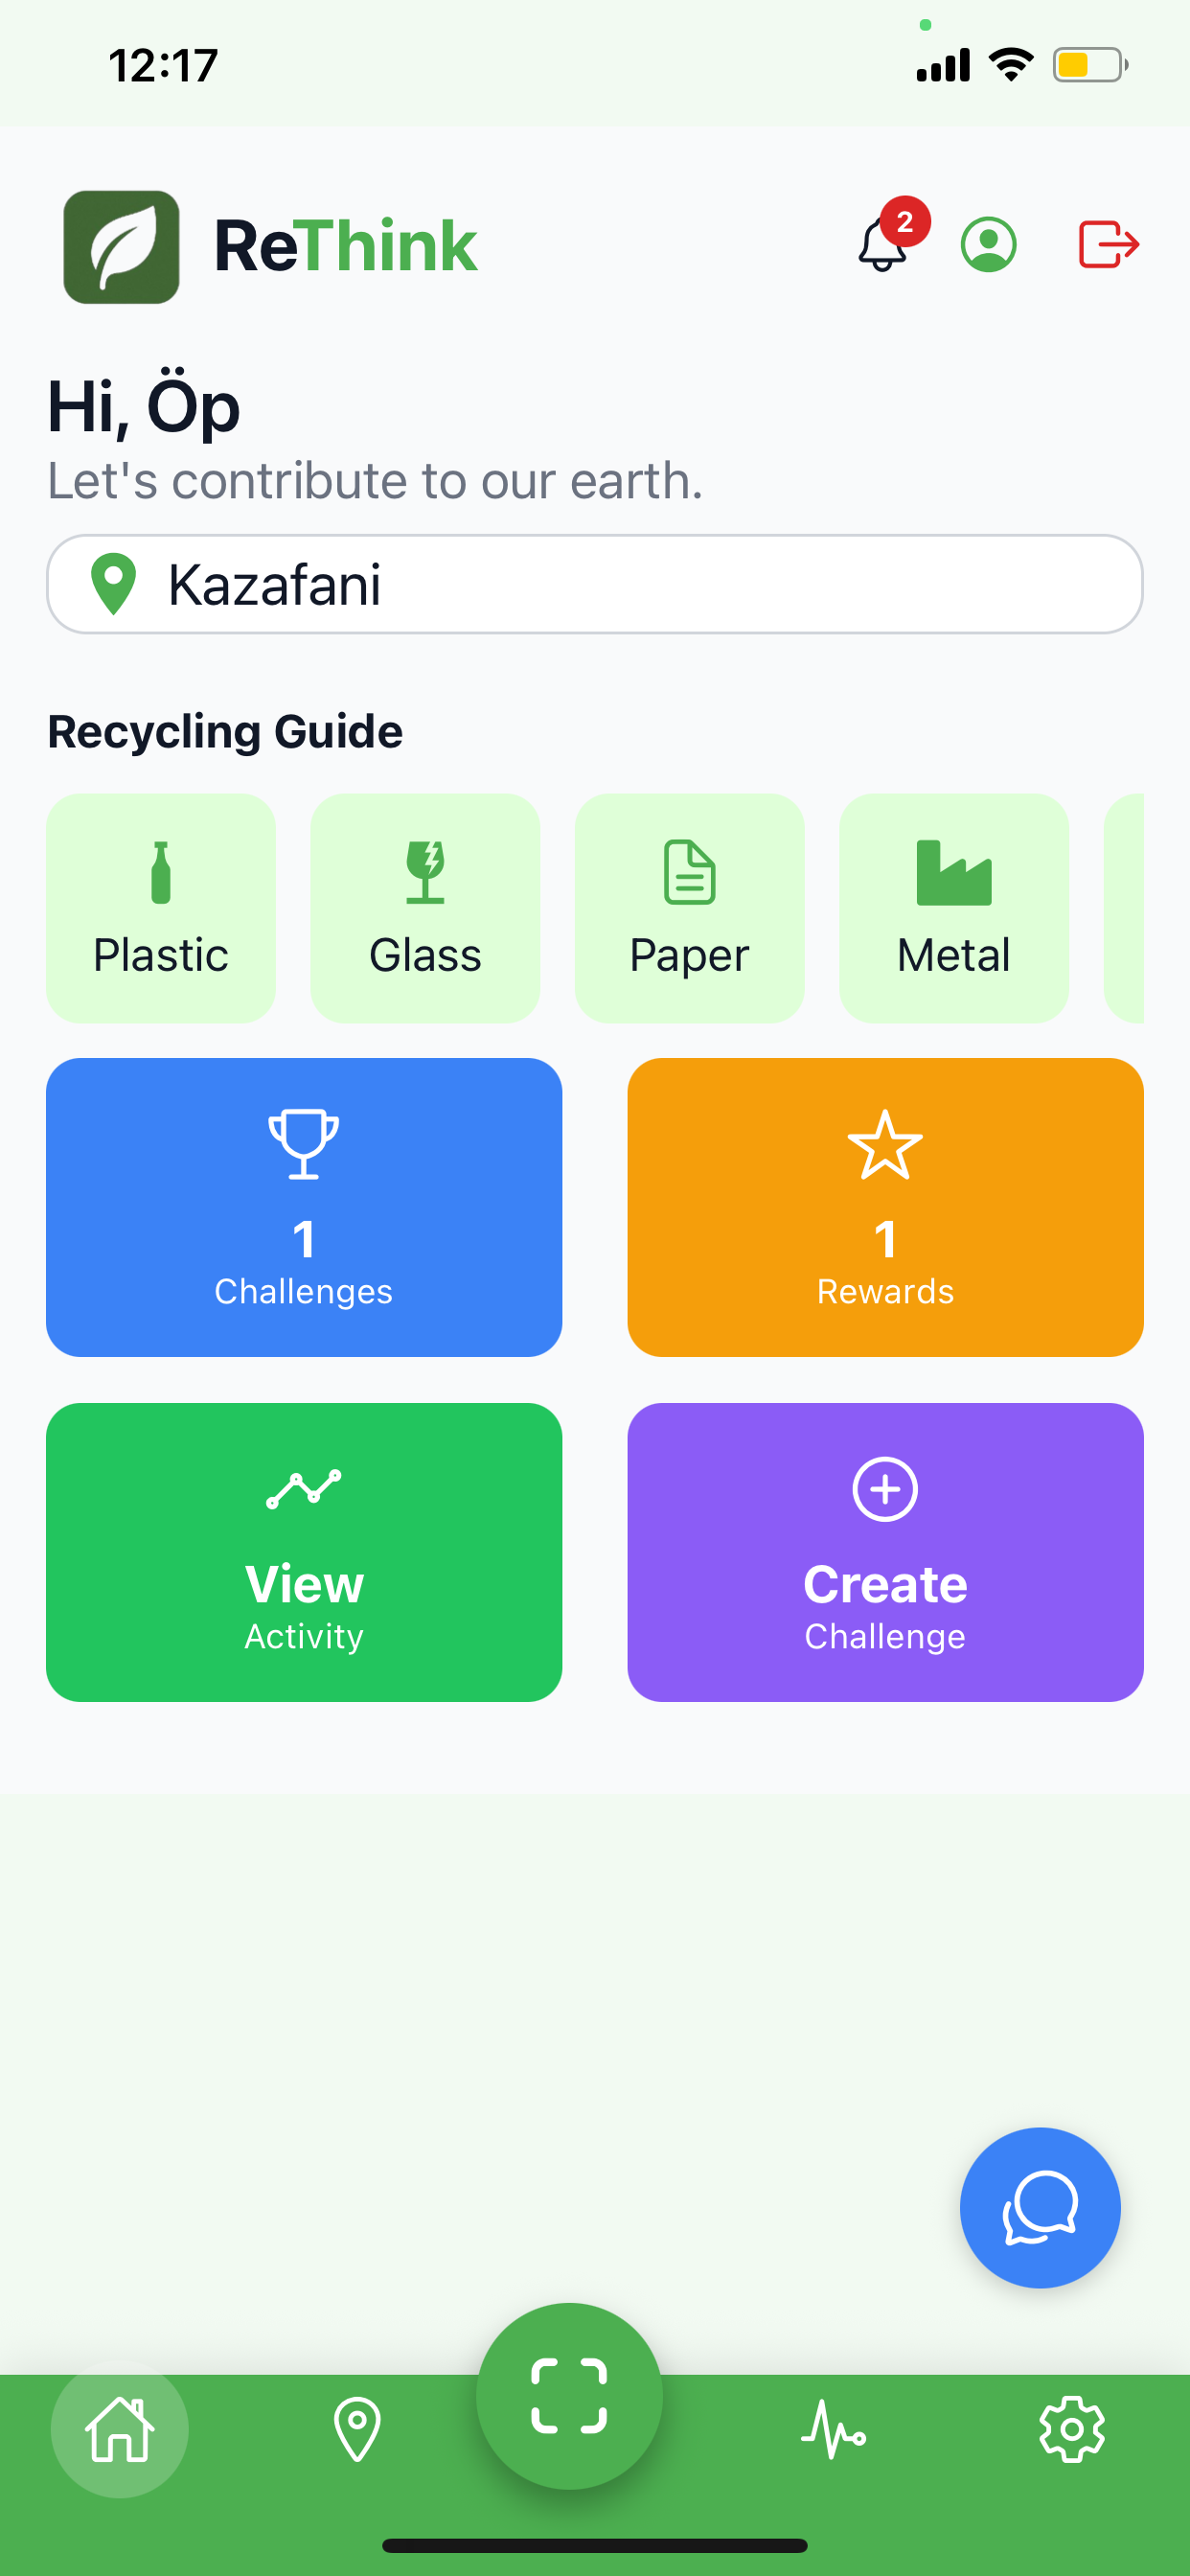 12:17
ReThink
2
Hi, Öp
Let's contribute to our earth.
Kazafani
Recycling Guide
Plastic
Glass
Paper
Metal
1
Challenges
1
Rewards
View
Activity
Create
Challenge